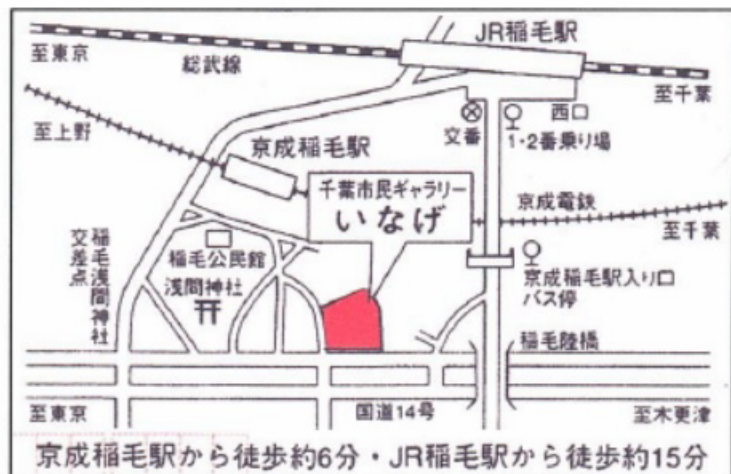 JR稲毛駅
至東京
総武線
至千葉
西口
交番
1・2番乗り場
至上野
京成稲毛駅
千葉市民ギャラリー
いなげ
京成電鉄
至千葉
稲毛浅間神社
交差点
稲毛公民館
浅間神社
京成稲毛駅入り口
バス停
稲毛陸橋
至東京
国道14号
至木更津
京成稲毛駅から徒歩約6分・JR稲毛駅から徒歩約15分